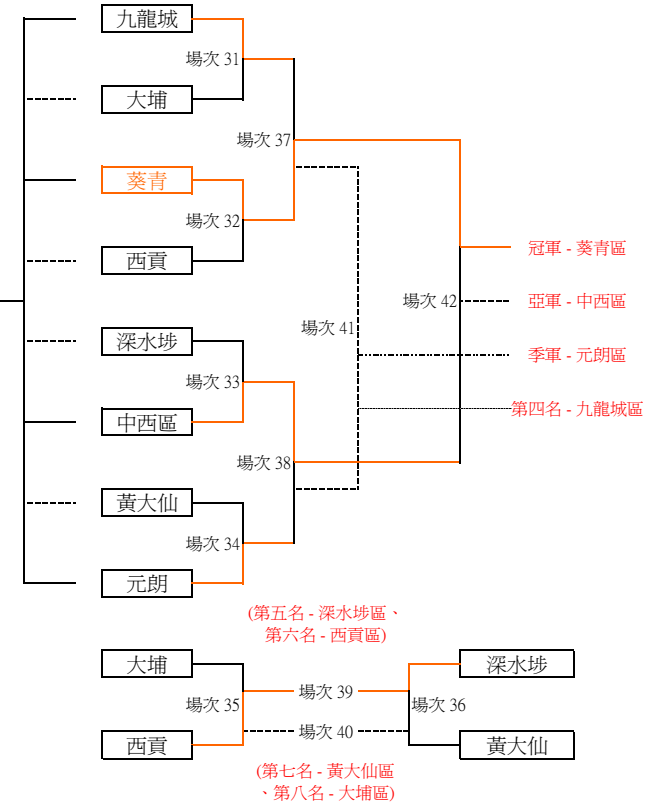 九龍城
場次 31
大埔
場次 37
葵青
場次 32
西貢
冠軍 - 葵青區
場次 42
亞軍 - 中西區
場次 41
深水埗
季軍 - 元朗區
場次 33
第四名 - 九龍城區
中西區
場次 38
黃大仙
場次 34
元朗
(第五名 - 深水埗區、
第六名 - 西貢區)
大埔
深水埗
場次 39
場次 35
場次 36
場次 40
西貢
黃大仙
(第七名 - 黃大仙區
、第八名 - 大埔區)